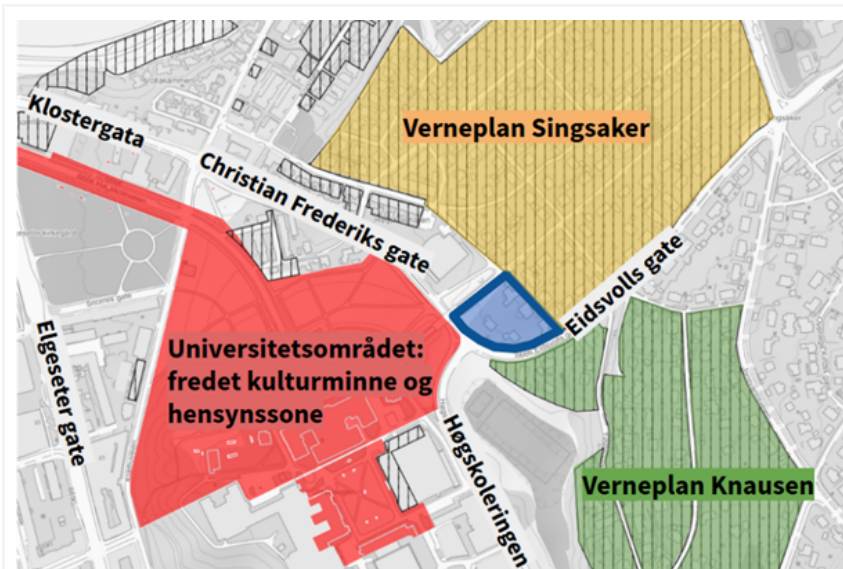 Klostergata
Verneplan Singsaker
Christian Frederiks gate
Eidsvolls gate
Elgeseter gate
Universitetsområdet:
fredet kulturminne og
hensynssone
Høgskoleringen
Verneplan Knausen